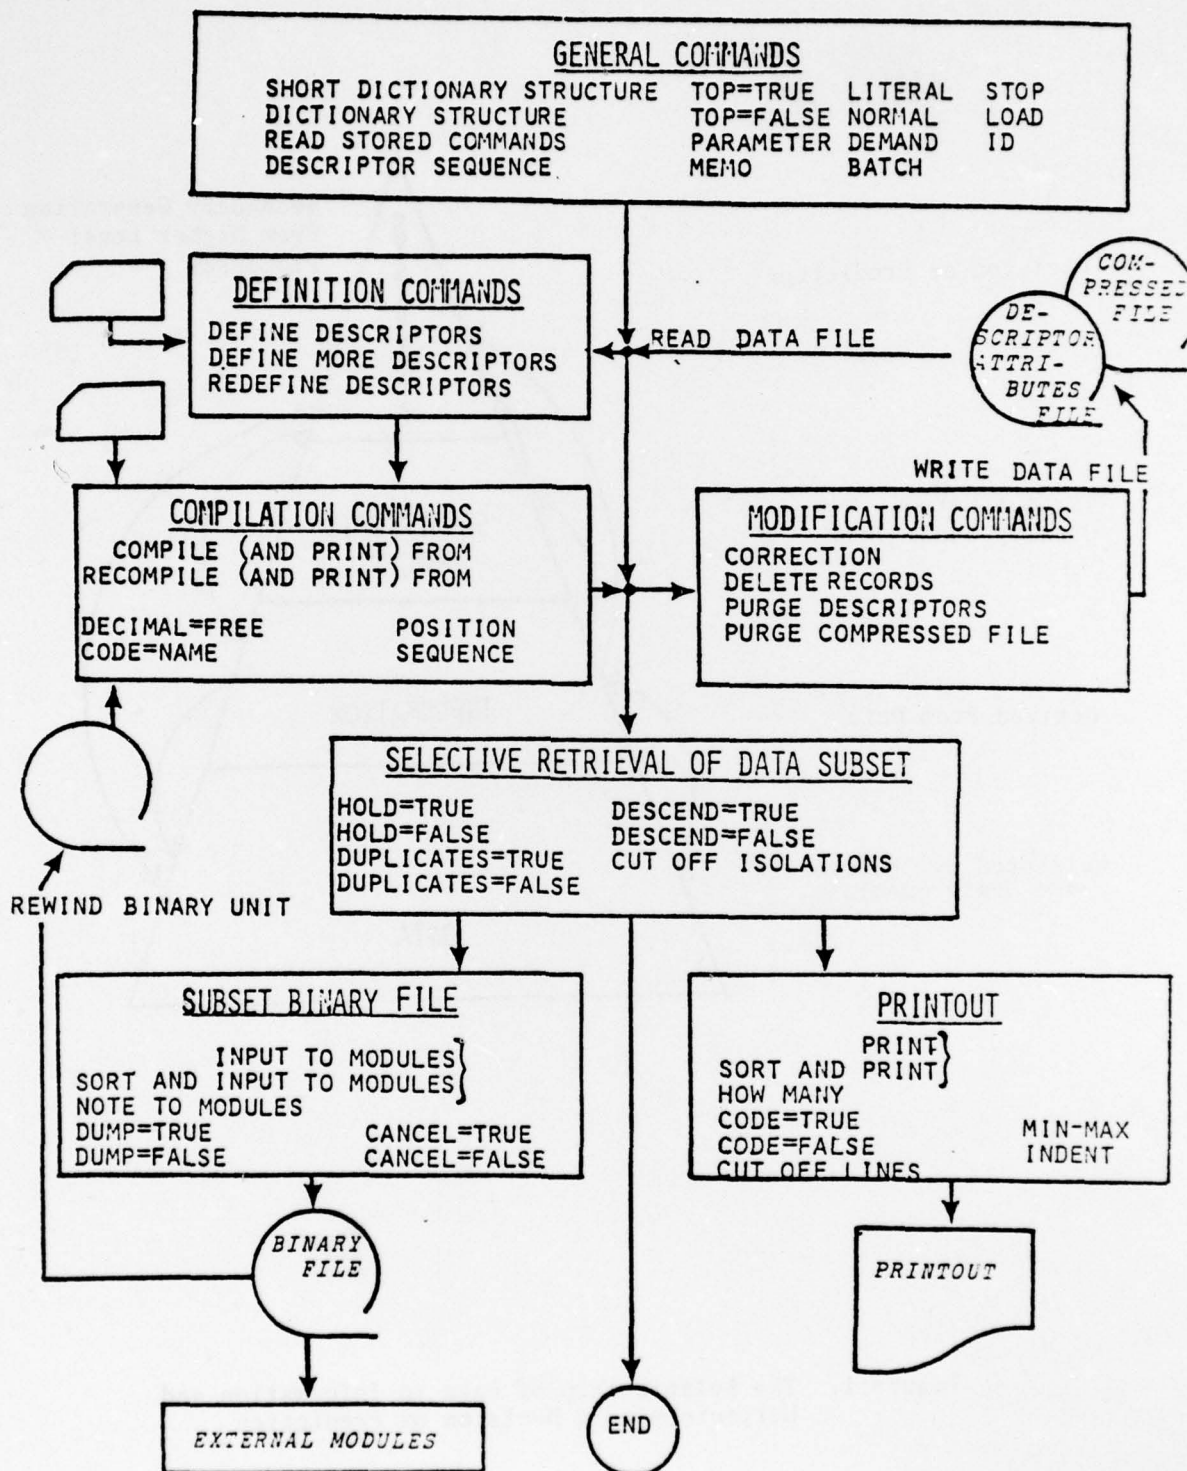 GENERAL COMMANDS
SHORT DICTIONARY STRUCTURE TOP=TRUE LITERAL STOP
DICTIONARY STRUCTURE TOP=FALSE NORMAL LOAD
READ STORED COMMANDS PARAMETER DEMAND ID
DESCRIPTOR SEQUENCE MEMO BATCH
DEFINITION COMMANDS
DEFINE DESCRIPTORS
DEFINE MORE DESCRIPTORS
REDEFINE DESCRIPTORS
READ DATA FILE
COM-
PRESSED
FILE
DE-
SCRIPTOR
ATTRI-
BUTES
FILE
WRITE DATA FILE
COMPILATION COMMANDS
COMPILE (AND PRINT) FROM
RECOMPILE (AND PRINT) FROM
DECIMAL=FREE POSITION
CODE=NAME SEQUENCE
MODIFICATION COMMANDS
CORRECTION
DELETE RECORDS
PURGE DESCRIPTORS
PURGE COMPRESSED FILE
SELECTIVE RETRIEVAL OF DATA SUBSET
HOLD=TRUE DESCEND=TRUE
HOLD=FALSE DESCEND=FALSE
DUPLICATES=TRUE CUT OFF ISOLATIONS
DUPLICATES=FALSE
REWIND BINARY UNIT
SUBSET BINARY FILE
INPUT TO MODULES}
SORT AND INPUT TO MODULES
NOTE TO MODULES
DUMP=TRUE CANCEL=TRUE
DUMP=FALSE CANCEL=FALSE
PRINTOUT
PRINT}
SORT AND PRINT
HOW MANY
CODE=TRUE MIN-MAX
CODE=FALSE INDENT
CUT OFF LINES
BINARY
FILE
PRINTOUT
EXTERNAL MODULES
END